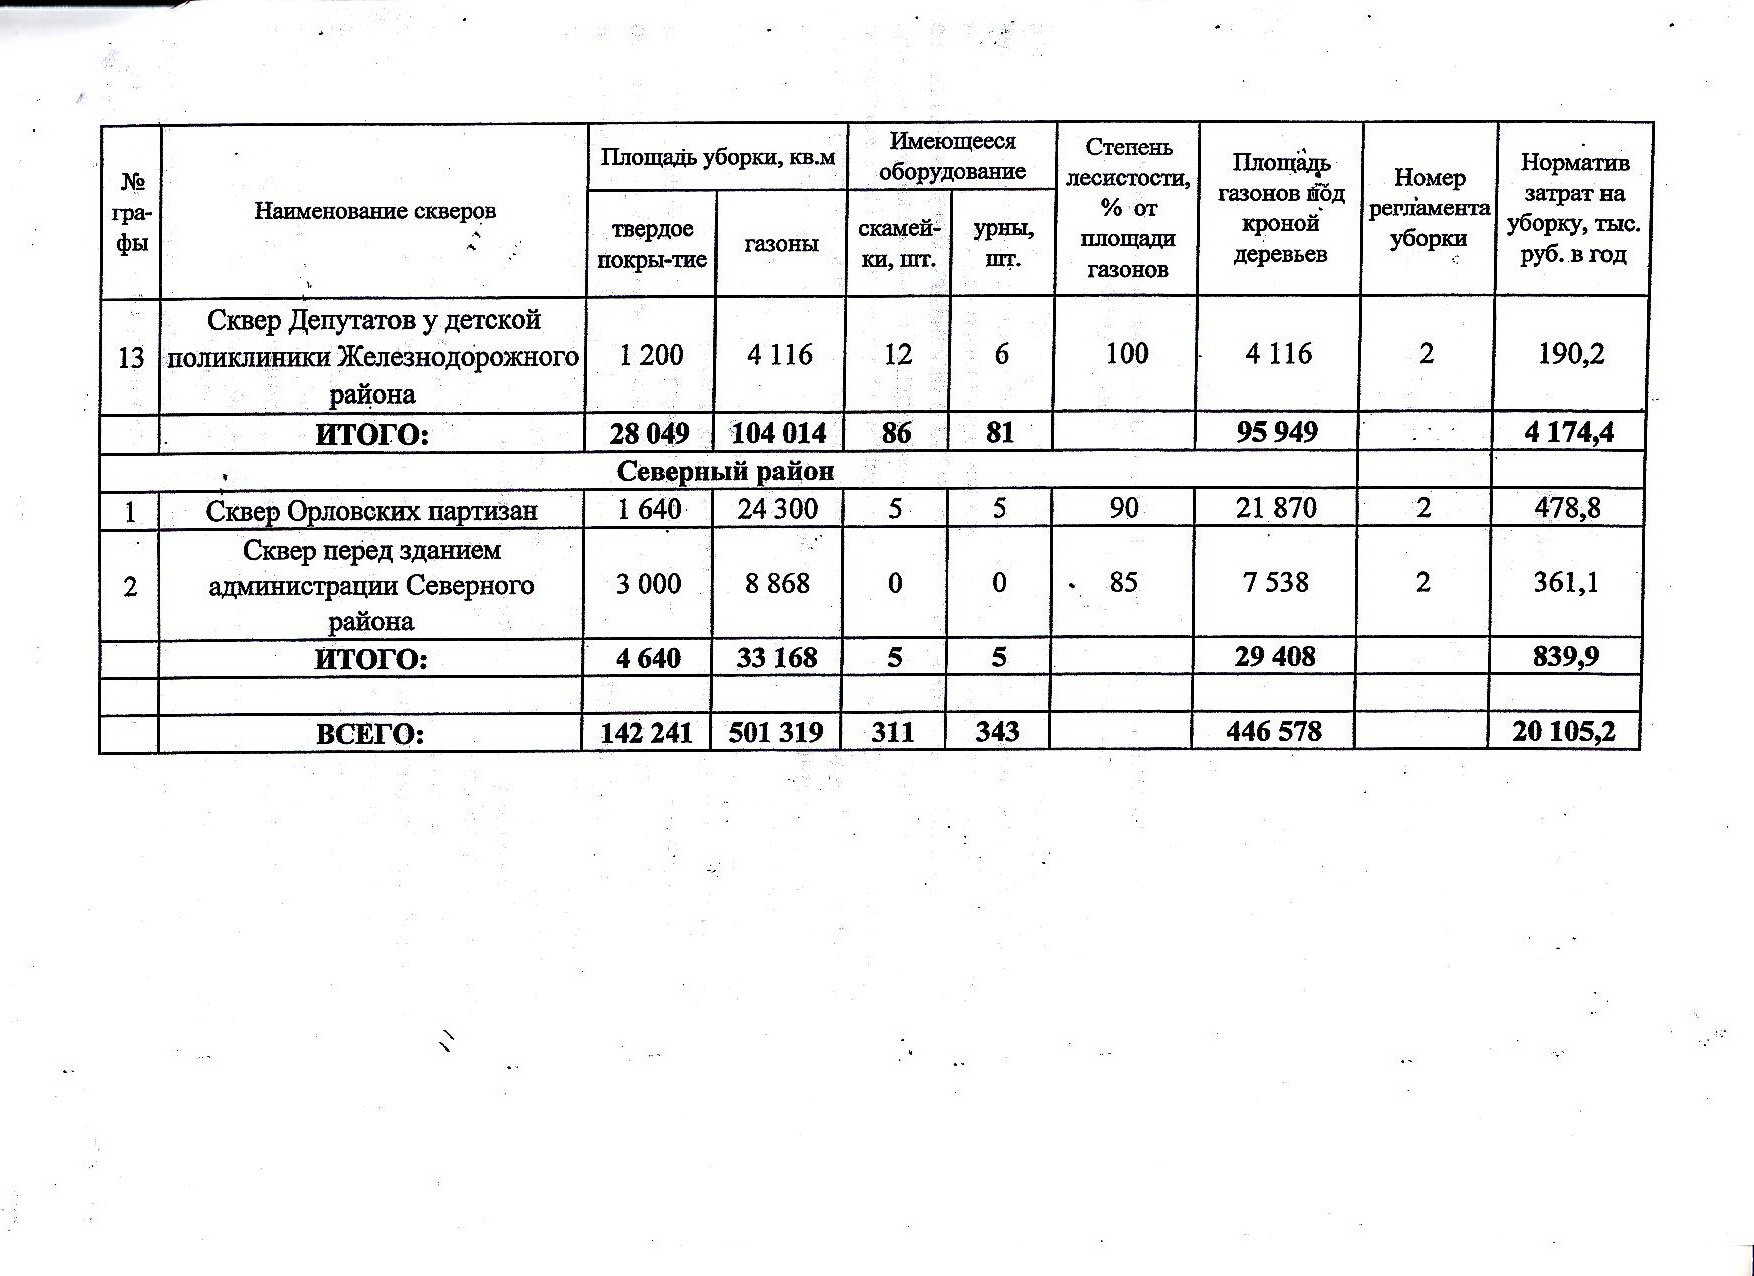 № гра-фы
Наименование скверов
Площадь уборки, кв.м
твердое покры-тие
газоны
Имеющееся оборудование
скамей-ки, шт.
урны, шт.
Степень лесистости, % от площади газонов
Площадь газонов под кроной деревьев
Номер регламента уборки
Норматив затрат на уборку, тыс. руб. в год
Сквер Депутатов у детской
13 поликлиники Железнодорожного 1 200 4 116 12 6 100 4 116 2 190,2
района
ИТОГО: 28 049 104 014 86 81 95 949 4 174,4
Северный район
1 Сквер Орловских партизан 1 640 24 300 5 5 90 21 870 2 478,8
Сквер перед зданием
2 администрации Северного 3 000 8 868 0 0 85 7 538 2 361,1
района
ИТОГО: 4 640 33 168 5 5 29 408 839,9
ВСЕГО: 142 241 501 319 311 343 446 578 20 105,2